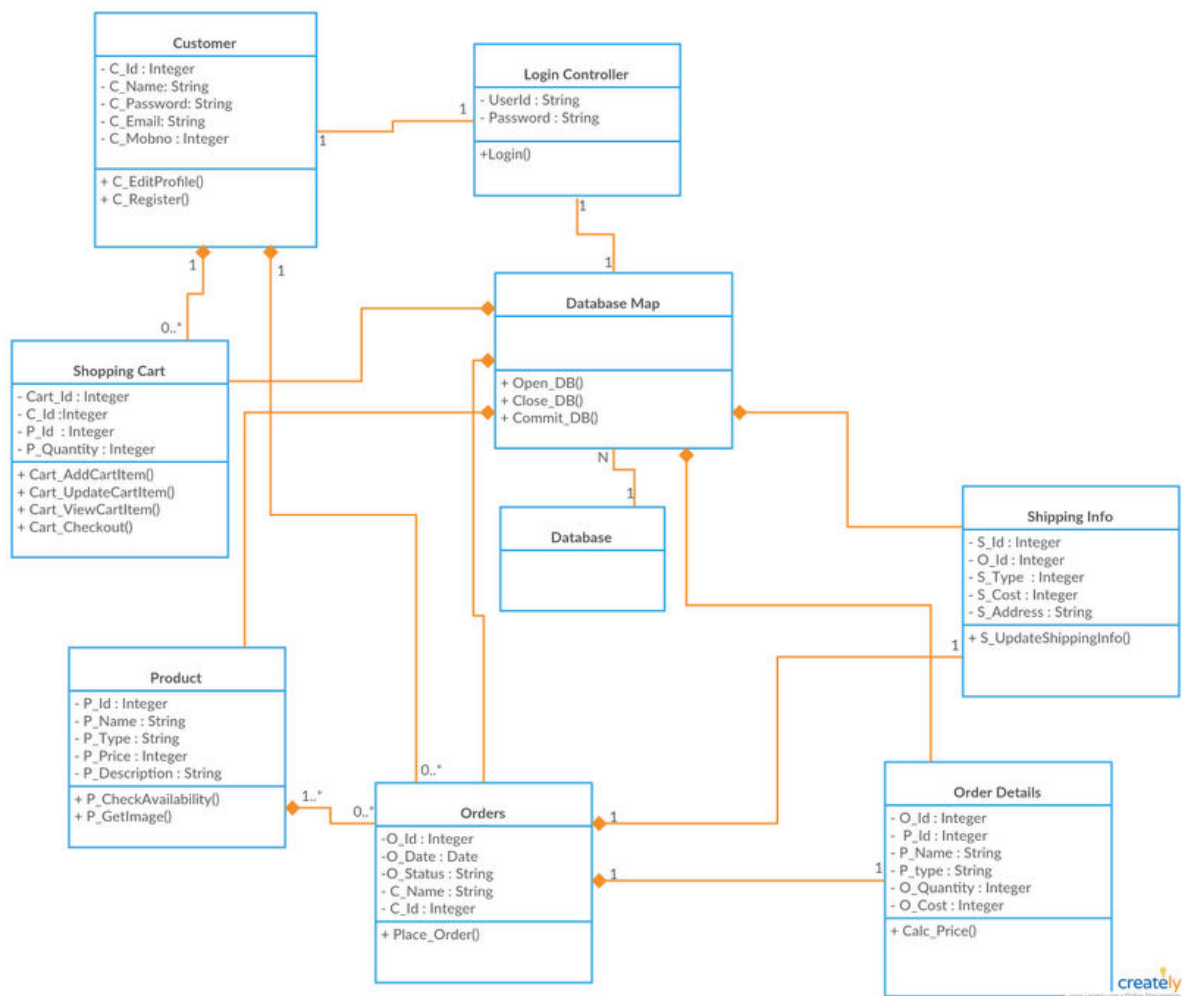 Customer
- C_Id : Integer
- C_Name: String
- C_Password: String
- C_Email: String
- C_Mobno : Integer
+ C_EditProfile()
+ C_Register()
Login Controller
- UserId : String
- Password : String
+Login()
1
1
1
1
1
1
0..*
Database Map
+ Open_DB()
+ Close_DB()
+ Commit_DB()
Shopping Cart
- Cart_Id : Integer
- C_Id :Integer
- P_Id : Integer
- P_Quantity : Integer
+ Cart_AddCartItem()
+ Cart_UpdateCartItem()
+ Cart_ViewCartItem()
+ Cart_Checkout()
N
1
Database
Shipping Info
- S_Id : Integer
- O_Id : Integer
- S_Type : Integer
- S_Cost : Integer
- S_Address : String
+ S_UpdateShippingInfo()
1
Product
- P_Id : Integer
- P_Name : String
- P_Type : String
- P_Price : Integer
- P_Description : String
+ P_CheckAvailability()
+ P_GetImage()
1..*
0..*
0..*
Orders
-O_Id : Integer
-O_Date : Date
-O_Status : String
- C_Name : String
- C_Id : Integer
+ Place_Order()
1
1
1
Order Details
- O_Id : Integer
- P_Id : Integer
- P_Name : String
- P_type : String
- O_Quantity : Integer
- O_Cost : Integer
+ Calc_Price()
creately